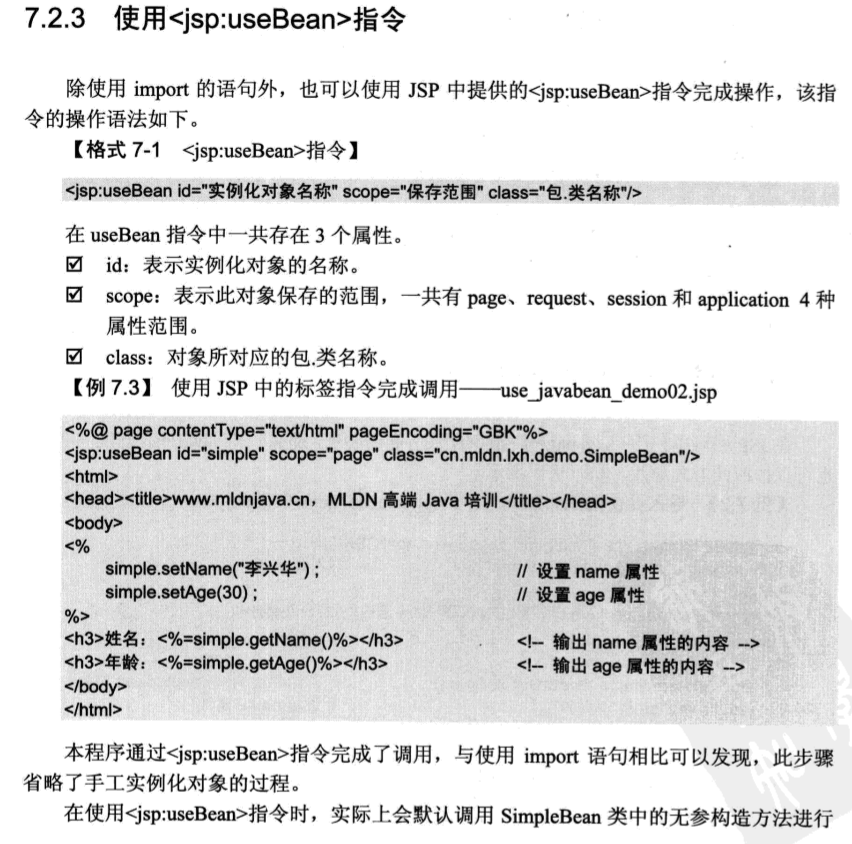 7.2.3 使用<jsp:useBean>指令
除使用 import 的语句外，也可以使用 JSP 中提供的<jsp:useBean>指令完成操作，该指
令的操作语法如下。
【格式 7-1 <jsp:useBean>指令】
<jsp:useBean id="实例化对象名称" scope="保存范围" class="包.类名称"/>
在 useBean 指令中一共存在 3 个属性。
☑ id：表示实例化对象的名称。
☑ scope：表示此对象保存的范围，一共有 page、request、session 和 application 4 种
属性范围。
☑ class：对象所对应的包.类名称。
【例 7.3】 使用 JSP 中的标签指令完成调用——use_javabean_demo02.jsp
<%@ page contentType="text/html" pageEncoding="GBK"%>
<jsp:useBean id="simple" scope="page" class="cn.mldn.lxh.demo.SimpleBean"/>
<html>
<head><title>www.mldnjava.cn，MLDN 高端 Java 培训</title></head>
<body>
<%
simple.setName("李兴华") ; // 设置 name 属性
simple.setAge(30) ; // 设置 age 属性
%>
<h3>姓名：<%=simple.getName()%></h3> <!-- 输出 name 属性的内容 -->
<h3>年龄：<%=simple.getAge()%></h3> <!-- 输出 age 属性的内容 -->
</body>
</html>
本程序通过<jsp:useBean>指令完成了调用，与使用 import 语句相比可以发现，此步骤
省略了手工实例化对象的过程。
在使用<jsp:useBean>指令时，实际上会默认调用 SimpleBean 类中的无参构造方法进行